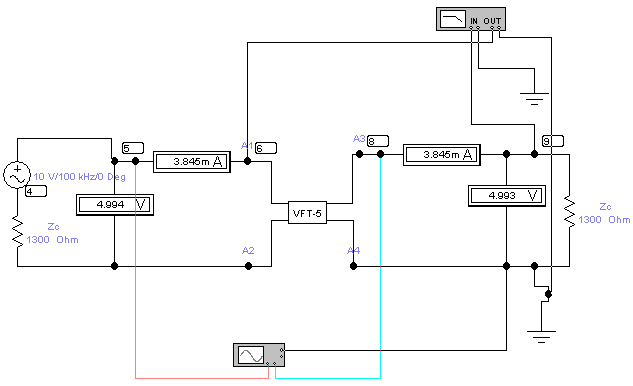 IN OUT
5
A1
6
A3
8
9
3.845m A
3.845m A
10 V/100 kHz/0 Deg
4
4.994 V
4.993 V
VFT-5
Zc
1300 Ohm
Zc
1300 Ohm
A2
A4